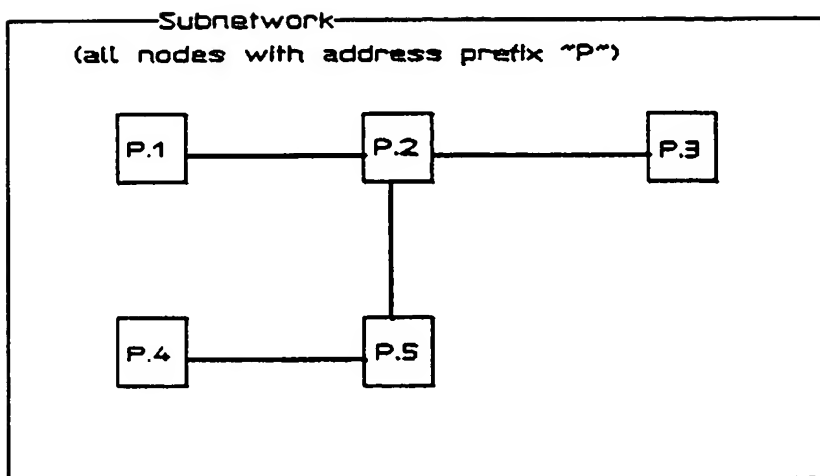 Subnetwork
(all nodes with address prefix "P")
P.1
P.2
P.3
P.4
P.5